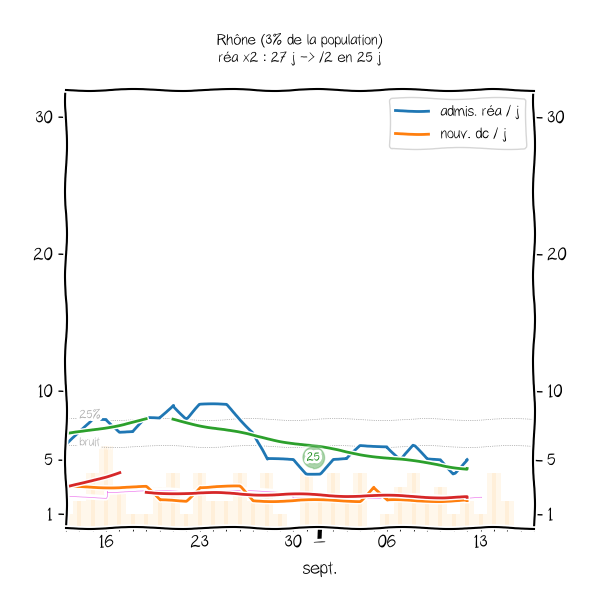 Rhône (3% de la population)
réa x2 : 27 j -> /2 en 25 j
admis. réa / j
nouv. dc / j
30
30
20
20
10
10
25%
bruit
5
5
25
1
1
16
23
30
06
13
sept.